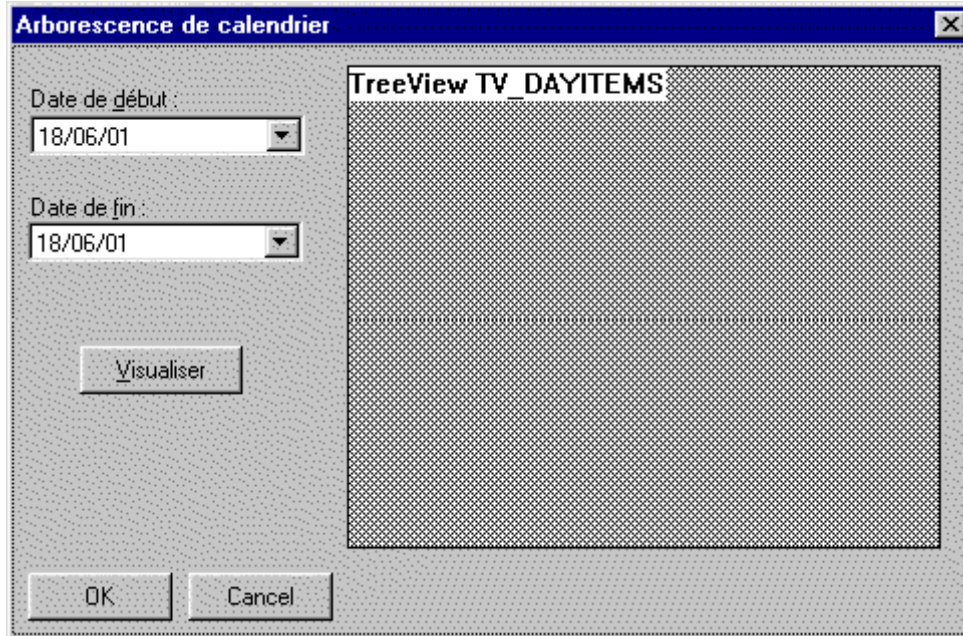 Arborescence de calendrier
Date de début :
18/06/01
Date de fin :
18/06/01
Visualiser
OK
Cancel
TreeView TV_DAYITEMS